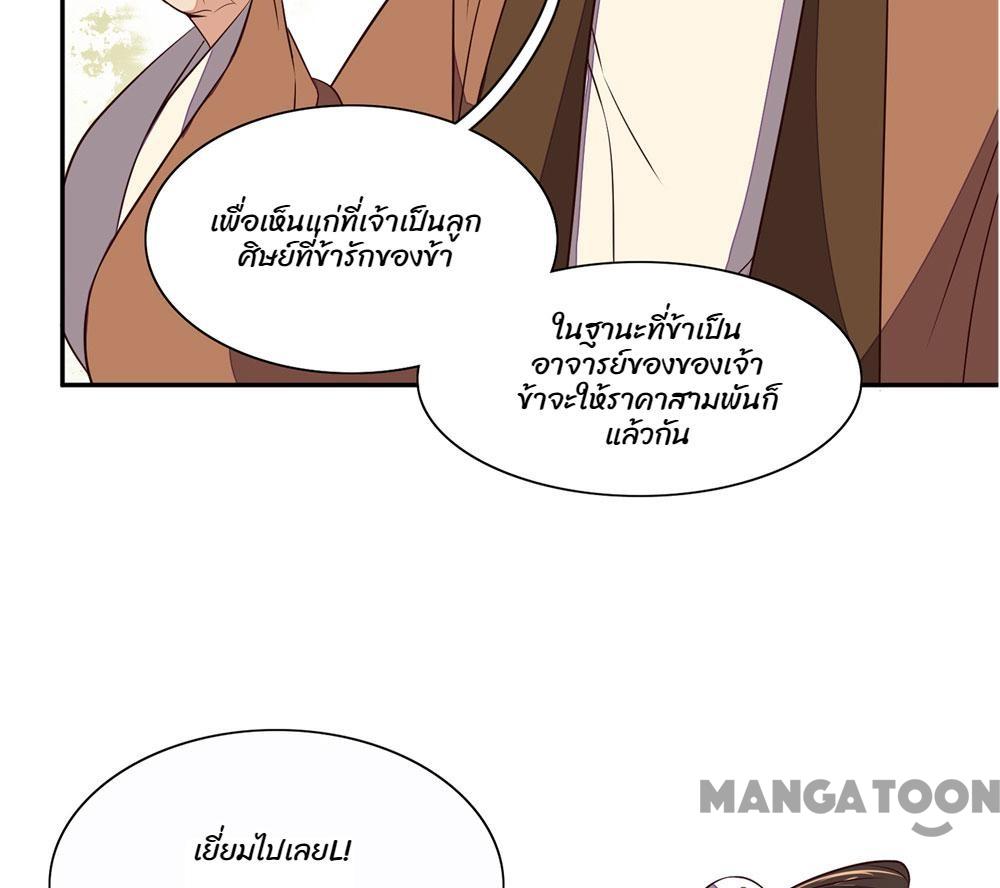 เพื่อเห็นแก่ที่เจ้าเป็นลูก
ศิษย์ที่ข้ารักของข้า
ในฐานะที่ข้าเป็น
อาจารย์ของของเจ้า
ข้าจะให้ราคาสามพันก็
แล้วกัน
MANGATOON
เยี่ยมไปเลยL!